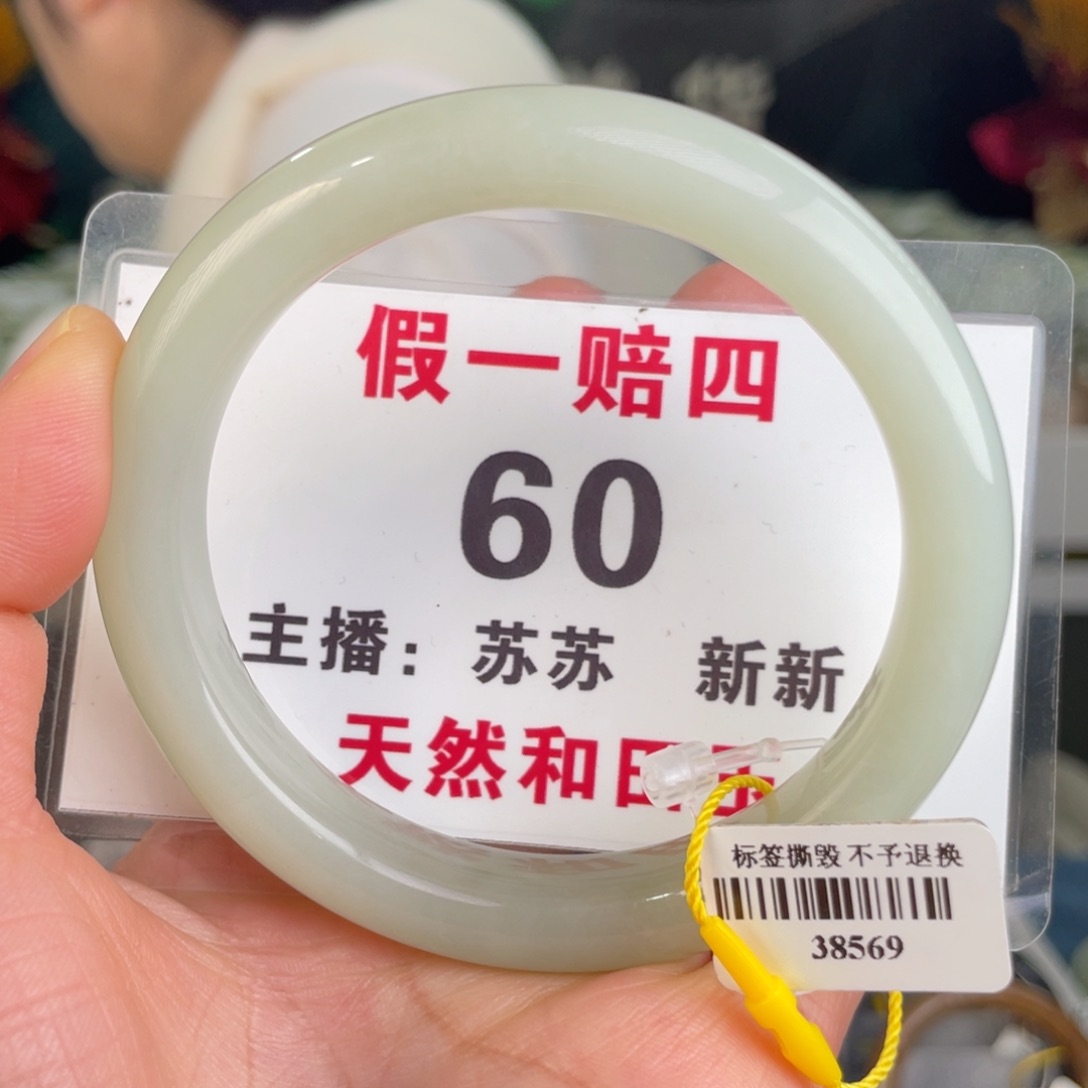 假一赔四
60
主播：苏苏 新新
天然和田玉
标签撕毁 不予退换
38569